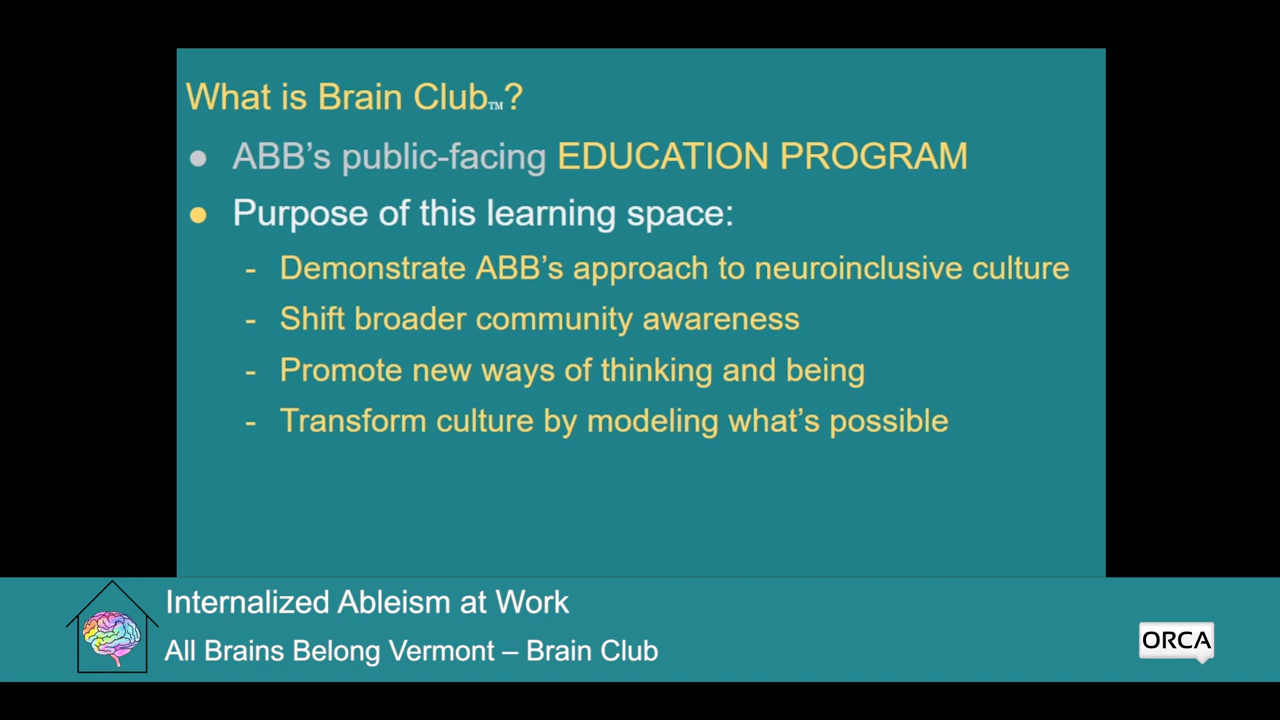 What is Brain Club™?
● ABB’s public-facing EDUCATION PROGRAM
● Purpose of this learning space:
- Demonstrate ABB’s approach to neuroinclusive culture
- Shift broader community awareness
- Promote new ways of thinking and being
- Transform culture by modeling what’s possible
Internalized Ableism at Work
All Brains Belong Vermont – Brain Club
ORCA